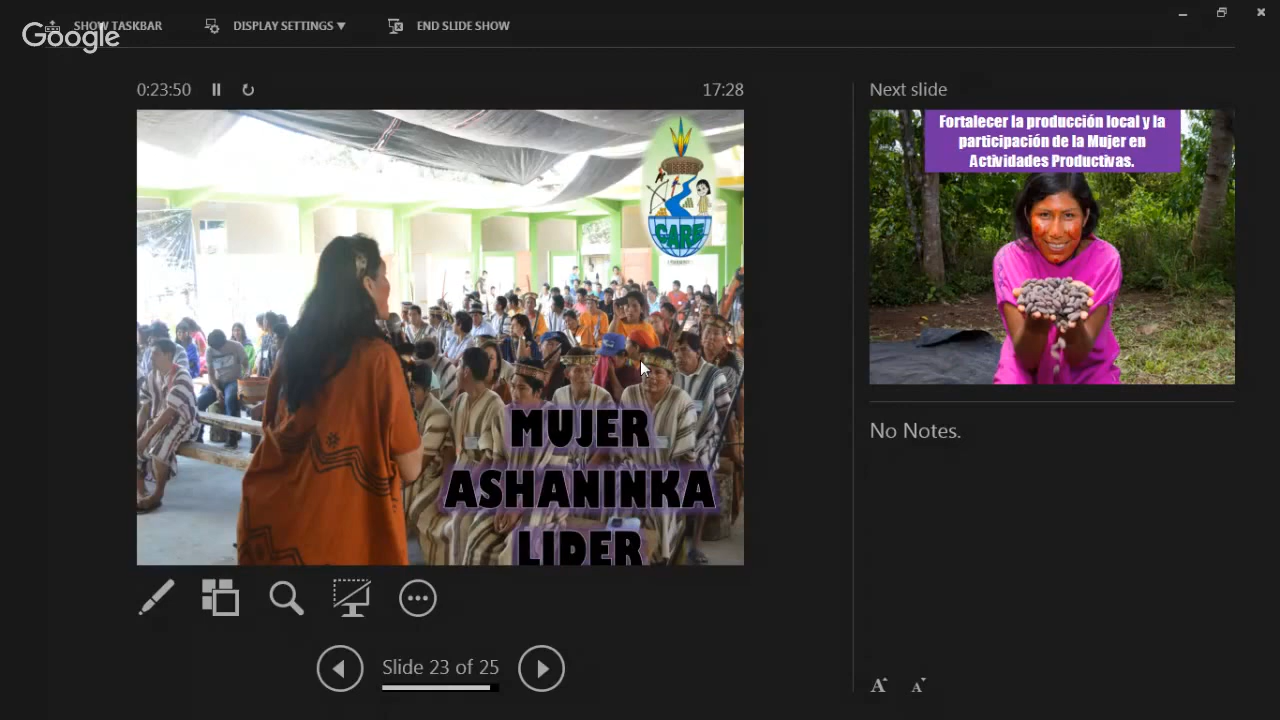 Google
SHOW TASKBAR
DISPLAY SETTINGS ▼
END SLIDE SHOW
0:23:50
17:28
CARE
MUJER
ASHANINKA
LIDER
Slide 23 of 25
Next slide
Fortalecer la producción local y la
participación de la Mujer en
Actividades Productivas.
No Notes.
A A